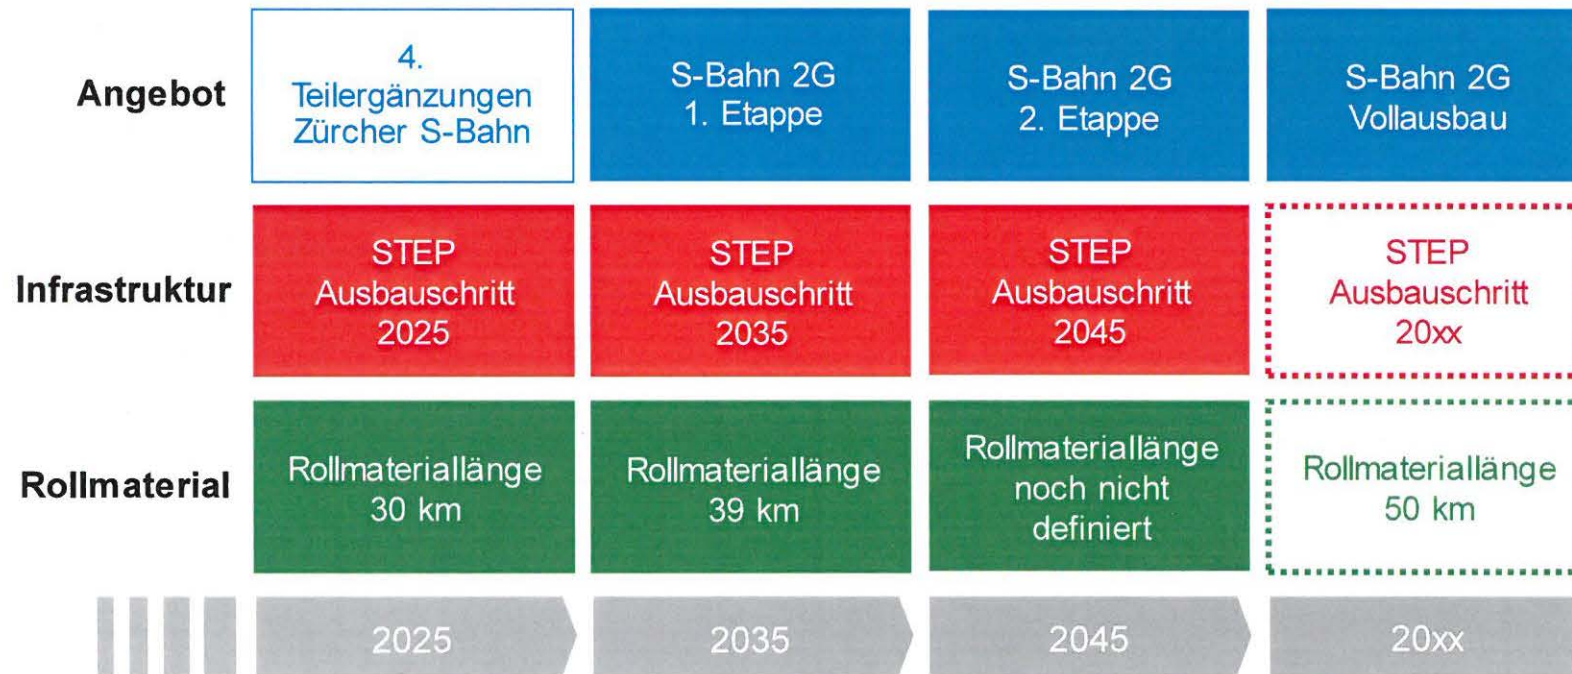 Angebot
4.
Teilergänzungen
Zürcher S-Bahn
S-Bahn 2G
1. Etappe
S-Bahn 2G
2. Etappe
S-Bahn 2G
Vollausbau
Infrastruktur
STEP
Ausbauschritt
2025
STEP
Ausbauschritt
2035
STEP
Ausbauschritt
2045
STEP
Ausbauschritt
20xx
Rollmaterial
Rollmateriallänge
30 km
Rollmateriallänge
39 km
Rollmateriallänge
noch nicht
definiert
Rollmateriallänge
50 km
2025
2035
2045
20xx